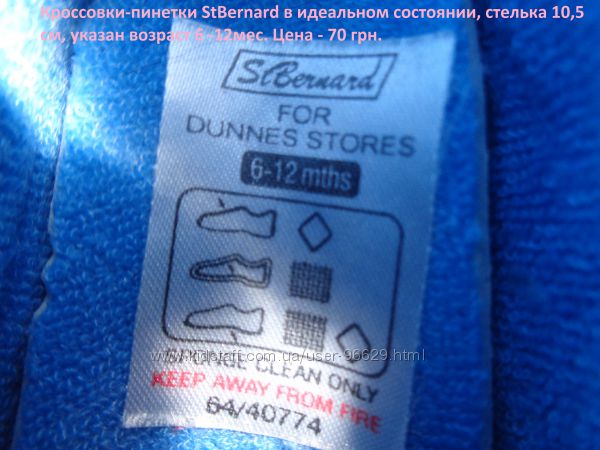 Кроссовки-пинетки StBernard в идеальном состоянии, стелька 10,5
см, указан возраст 6-12мес. Цена - 70 грн.
StBernard
FOR
DUNNES STORES
6-12 mths
www.kidstaff.com.ua/user-96629.html
SPONGE CLEAN ONLY
KEEP AWAY FROM FIRE
64/40774